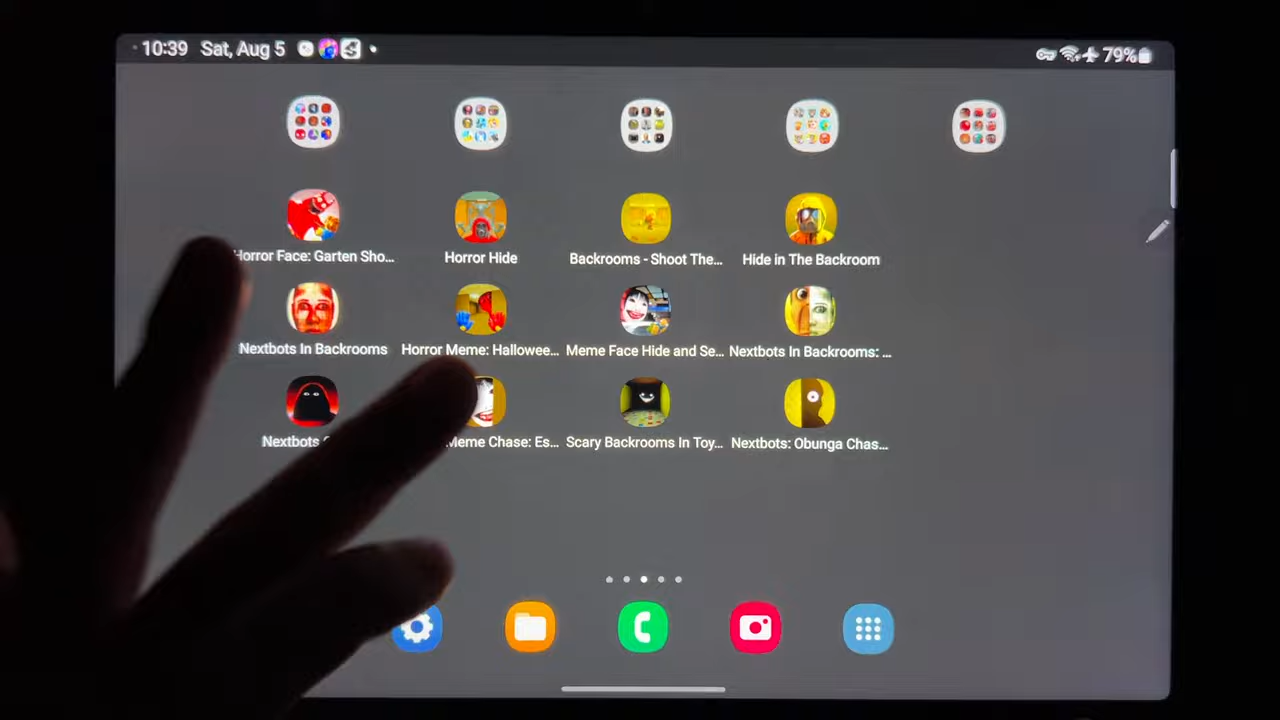 10:39 Sat, Aug 5 79%
Horror Face: Garten Sho... Horror Hide Backrooms - Shoot The... Hide in The Backroom
Nextbots In Backrooms Horror Meme: Hallowee... Meme Face Hide and Se... Nextbots In Backrooms: ...
Nextbots Meme Chase: Es... Scary Backrooms In Toy... Nextbots: Obunga Chas...